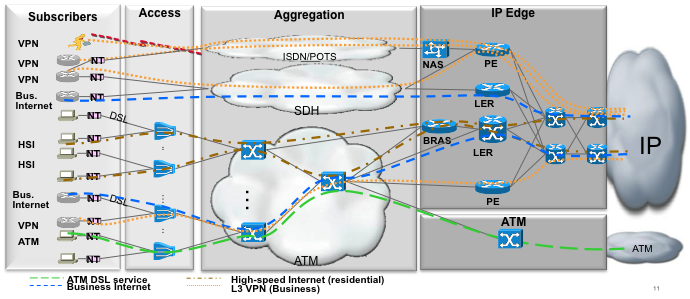 Subscribers
Access
Aggregation
IP Edge
VPN
VPN
NT
VPN
NT
Bus.
Internet
NT
NT
DSL
HSI
NT
NT
HSI
NT
Bus.
Internet
NT
DSL
VPN
NT
ATM
NT
NT
ISDN/POTS
SDH
ATM
NAS
PE
LER
BRAS
LER
PE
ATM
IP
ATM
ATM DSL service
Business Internet
High-speed Internet (residential)
L3 VPN (Business)
11